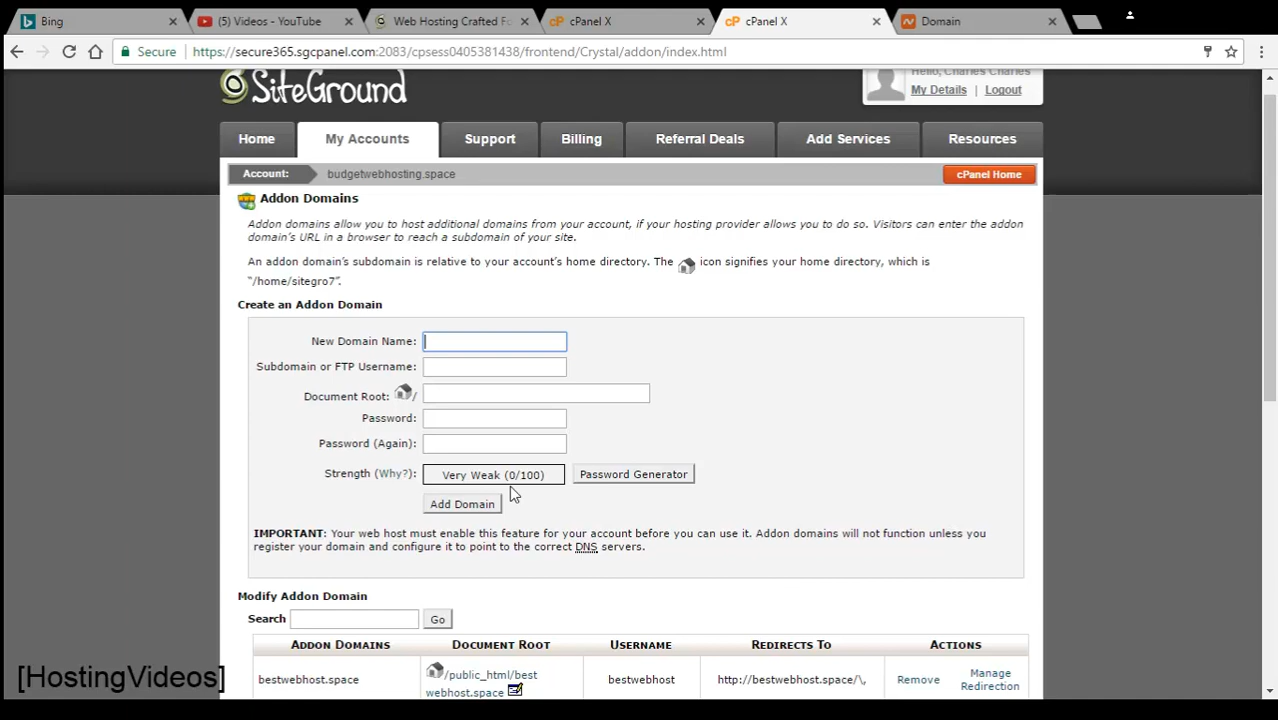 Bing
(5) Videos - YouTube
Web Hosting Crafted Fo
cPanel X
cPanel X
Domain
Secure https://secure365.sgcpanel.com:2083/cpsess0405381438/frontend/Crystal/addon/index.html
SiteGround
Hello, Charles Charles
My Details | Logout
Home
My Accounts
Support
Billing
Referral Deals
Add Services
Resources
Account:
budgetwebhosting.space
cPanel Home
Addon Domains
Addon domains allow you to host additional domains from your account, if your hosting provider allows you to do so. Visitors can enter the addon
domain's URL in a browser to reach a subdomain of your site.
An addon domain's subdomain is relative to your account's home directory. The icon signifies your home directory, which is
"/home/sitegro7".
Create an Addon Domain
New Domain Name:
Subdomain or FTP Username:
Document Root: /
Password:
Password (Again):
Strength (Why?): Very Weak (0/100) Password Generator
Add Domain
IMPORTANT: Your web host must enable this feature for your account before you can use it. Addon domains will not function unless you
register your domain and configure it to point to the correct DNS servers.
Modify Addon Domain
Search Go
ADDON DOMAINS DOCUMENT ROOT USERNAME REDIRECTS TO ACTIONS
bestwebhost.space
/public_html/best
webhost.space
bestwebhost
http://bestwebhost.space/\,
Remove
Manage
Redirection
[HostingVideos]